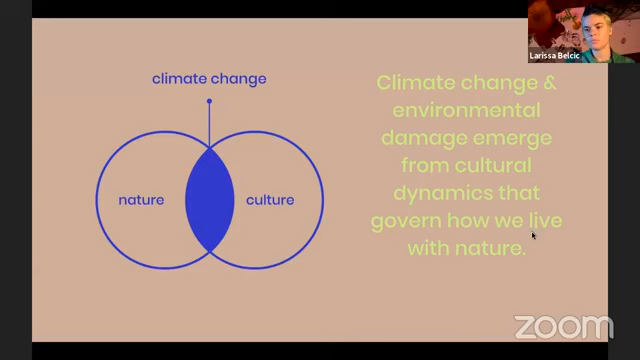 Larissa Belcic
climate change
nature
culture
Climate change &
environmental
damage emerge
from cultural
dynamics that
govern how we live
with nature.
zoom